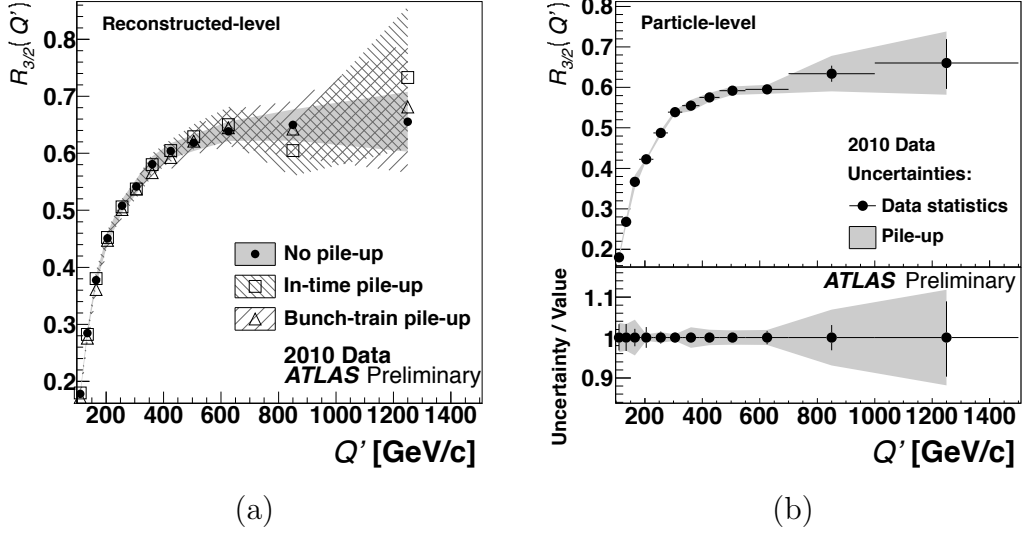 Reconstructed-level
R3/2(Q')
0.8
0.7
0.6
0.5
0.4
0.3
0.2
No pile-up
In-time pile-up
Bunch-train pile-up
2010 Data
ATLAS Preliminary
200 400 600 800 1000 1200 1400
Q' [GeV/c]
(a)
Particle-level
R3/2(Q')
0.8
0.7
0.6
0.5
0.4
0.3
0.2
2010 Data
Uncertainties:
Data statistics
Pile-up
ATLAS Preliminary
Uncertainty / Value
1.1
1
0.9
200 400 600 800 1000 1200 1400
Q' [GeV/c]
(b)